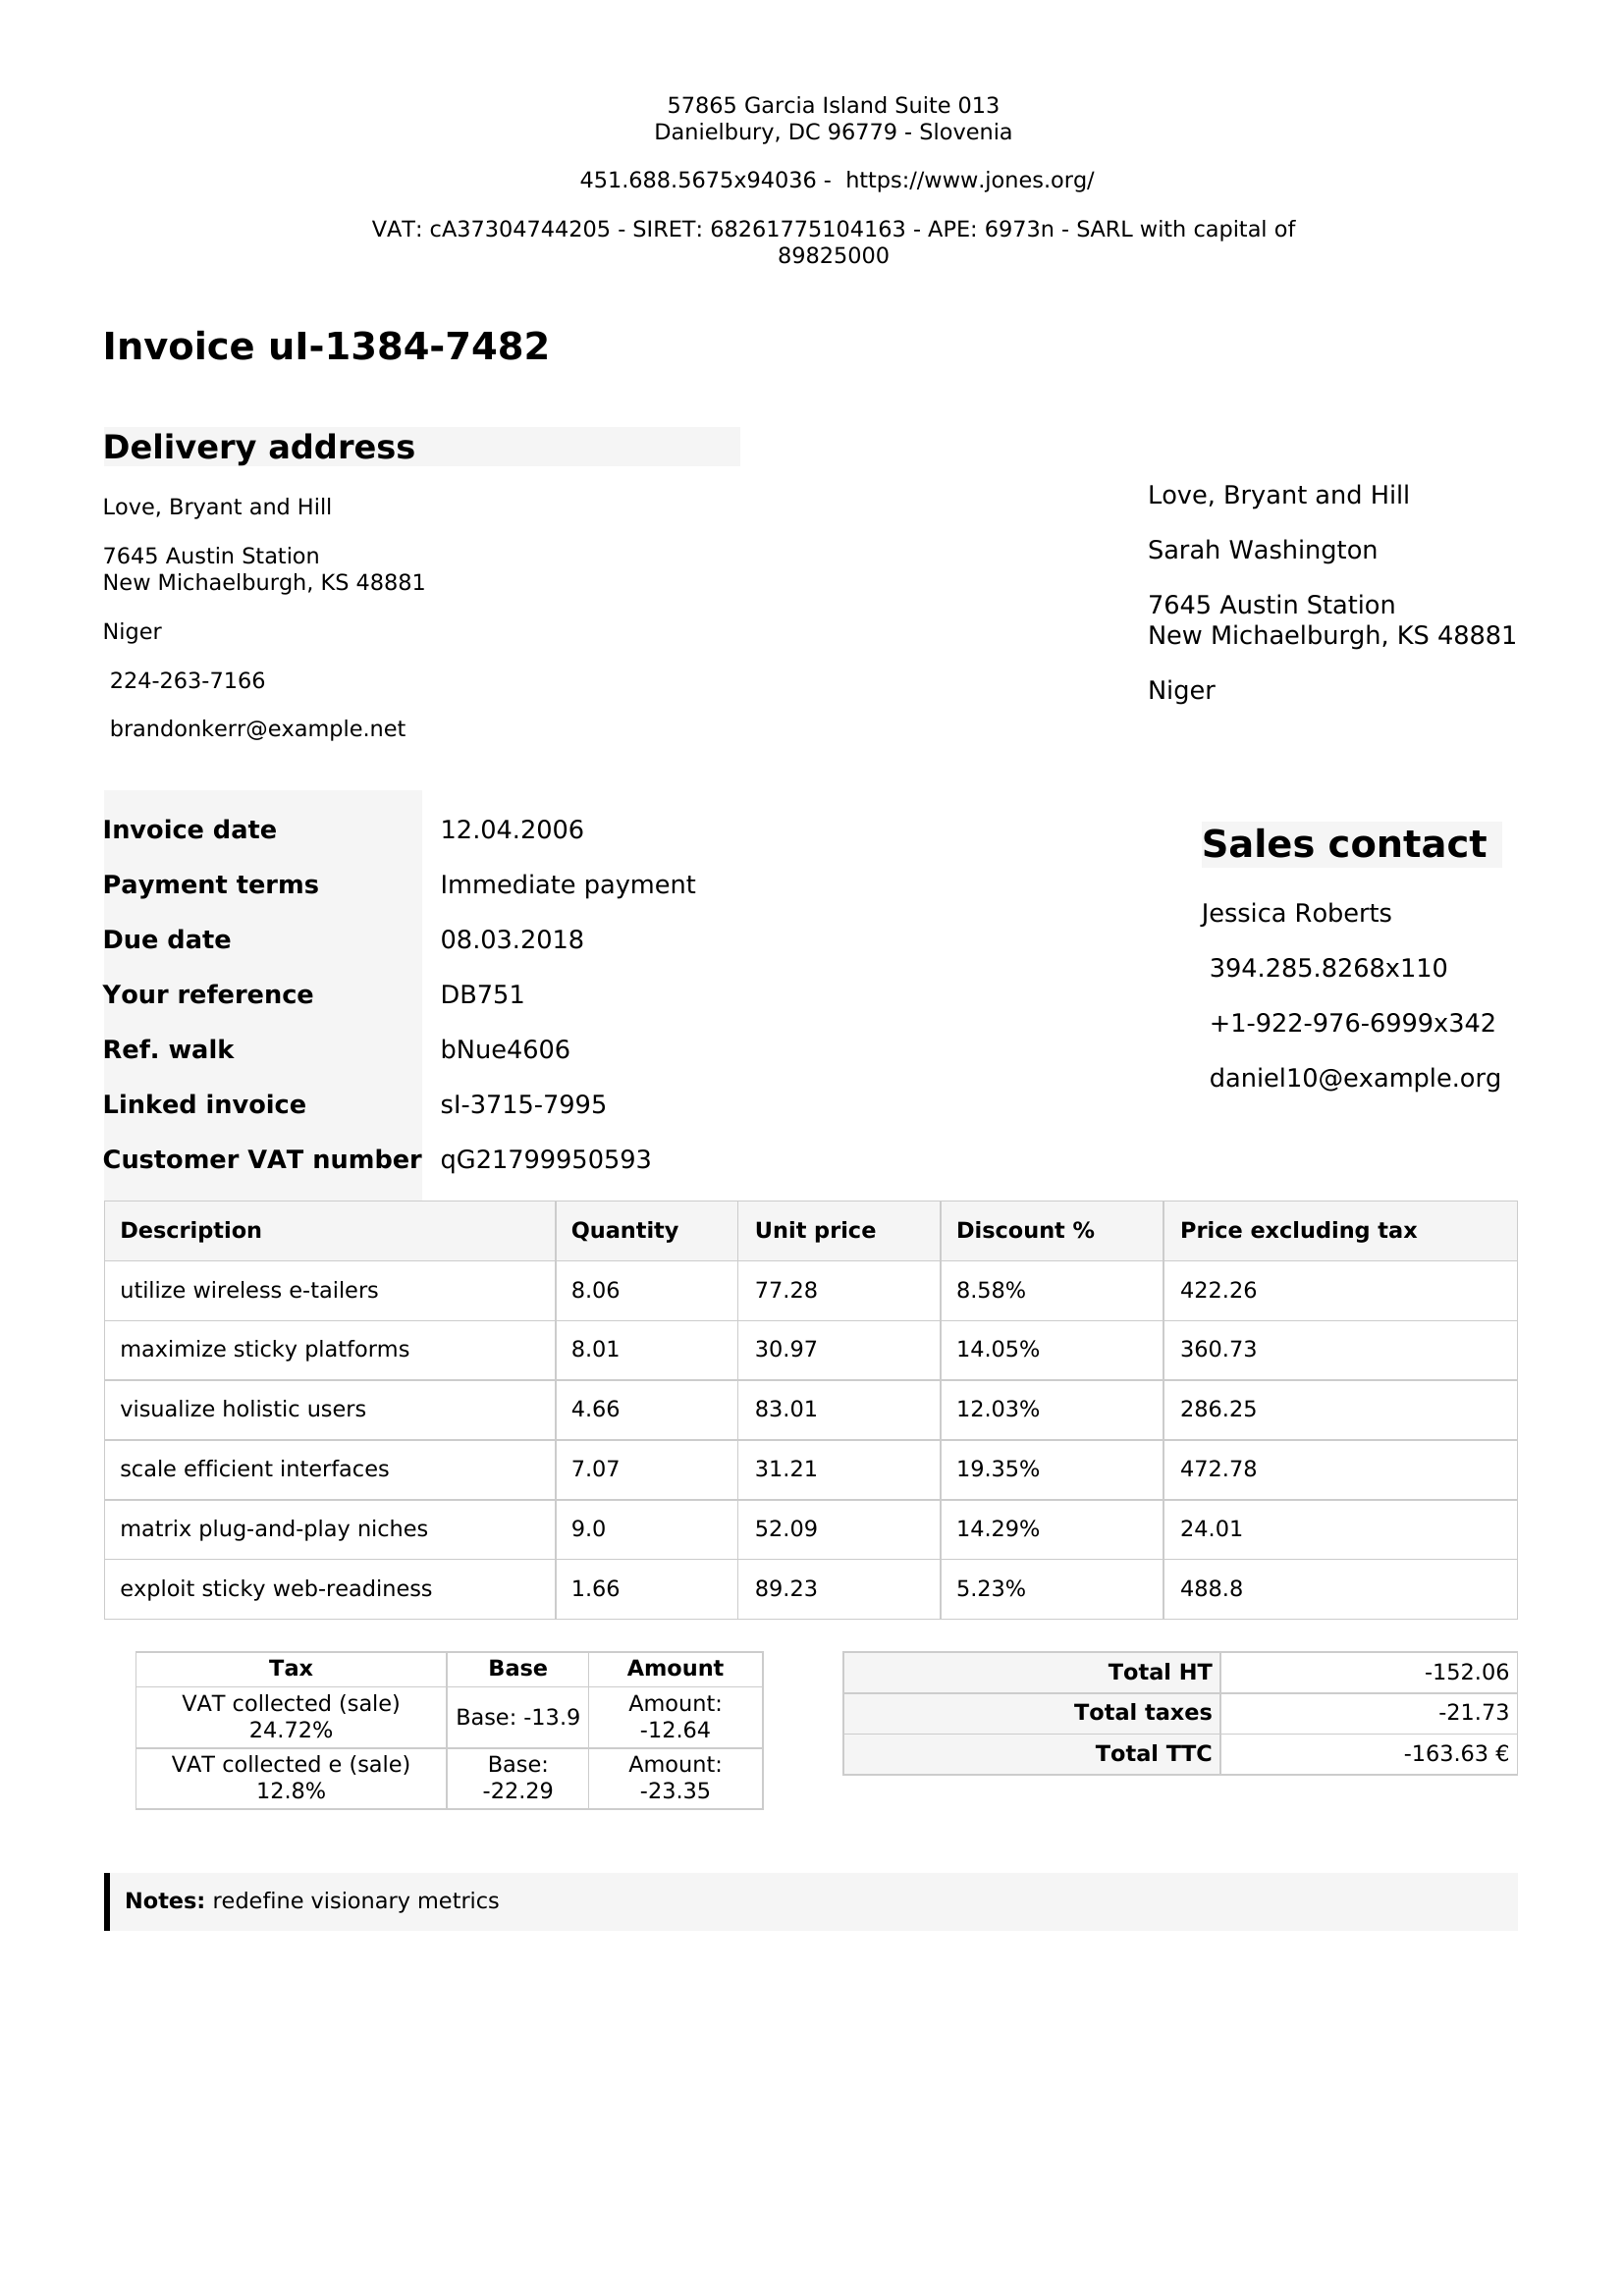 57865 Garcia Island Suite 013
Danielbury, DC 96779 - Slovenia
451.688.5675x94036 - https://www.jones.org/
VAT: cA37304744205 - SIRET: 68261775104163 - APE: 6973n - SARL with capital of
89825000
Invoice uI-1384-7482
Delivery address
Love, Bryant and Hill
7645 Austin Station
New Michaelburgh, KS 48881
Niger
224-263-7166
brandonkerr@example.net
Love, Bryant and Hill
Sarah Washington
7645 Austin Station
New Michaelburgh, KS 48881
Niger
Invoice date 12.04.2006
Payment terms Immediate payment
Due date 08.03.2018
Your reference DB751
Ref. walk bNue4606
Linked invoice sI-3715-7995
Customer VAT number qG21799950593
Sales contact
Jessica Roberts
394.285.8268x110
+1-922-976-6999x342
daniel10@example.org
Description Quantity Unit price Discount % Price excluding tax
utilize wireless e-tailers 8.06 77.28 8.58% 422.26
maximize sticky platforms 8.01 30.97 14.05% 360.73
visualize holistic users 4.66 83.01 12.03% 286.25
scale efficient interfaces 7.07 31.21 19.35% 472.78
matrix plug-and-play niches 9.0 52.09 14.29% 24.01
exploit sticky web-readiness 1.66 89.23 5.23% 488.8
Tax Base Amount
VAT collected (sale)
24.72%
Base: -13.9
Amount:
-12.64
VAT collected e (sale)
12.8%
Base:
-22.29
Amount:
-23.35
Total HT -152.06
Total taxes -21.73
Total TTC -163.63 €
Notes: redefine visionary metrics